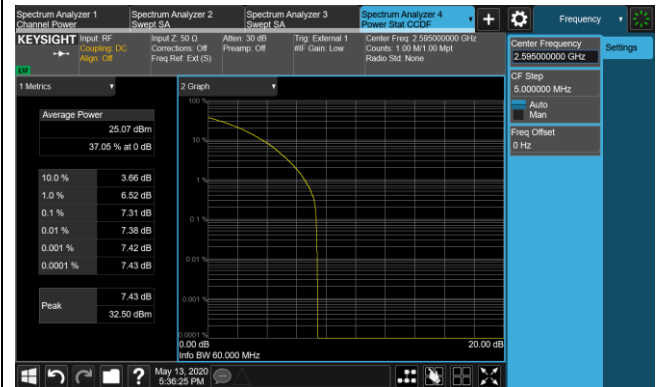 Spectrum Analyzer 1
Channel Power
Spectrum Analyzer 2
Swept SA
Spectrum Analyzer 3
Swept SA
Spectrum Analyzer 4
Power Stat CCDF
+
Frequency
KEYSIGHT
Input: RF
Coupling: DC
Align: Off
Input Z: 50 Ω
Corrections: Off
Freq Ref: Ext (S)
Atten: 30 dB
Preamp: Off
Trig: External 1
#IF Gain: Low
Center Freq: 2.595000000 GHz
Counts: 1.00 M/1.00 Mpt
Radio Std: None
Center Frequency
2.595000000 GHz
Settings
CF Step
5.000000 MHz
Auto
Man
Freq Offset
0 Hz
1 Metrics
Average Power
25.07 dBm
37.05 % at 0 dB
10.0 % 3.66 dB
1.0 % 6.52 dB
0.1 % 7.31 dB
0.01 % 7.38 dB
0.001 % 7.42 dB
0.0001 % 7.43 dB
Peak
7.43 dB
32.50 dBm
2 Graph
100 %
10 %
1 %
0.1 %
0.01 %
0.001 %
0.0001 %
0.00 dB 20.00 dB
Info BW 60.000 MHz
?
May 13, 2020
5:36:25 PM